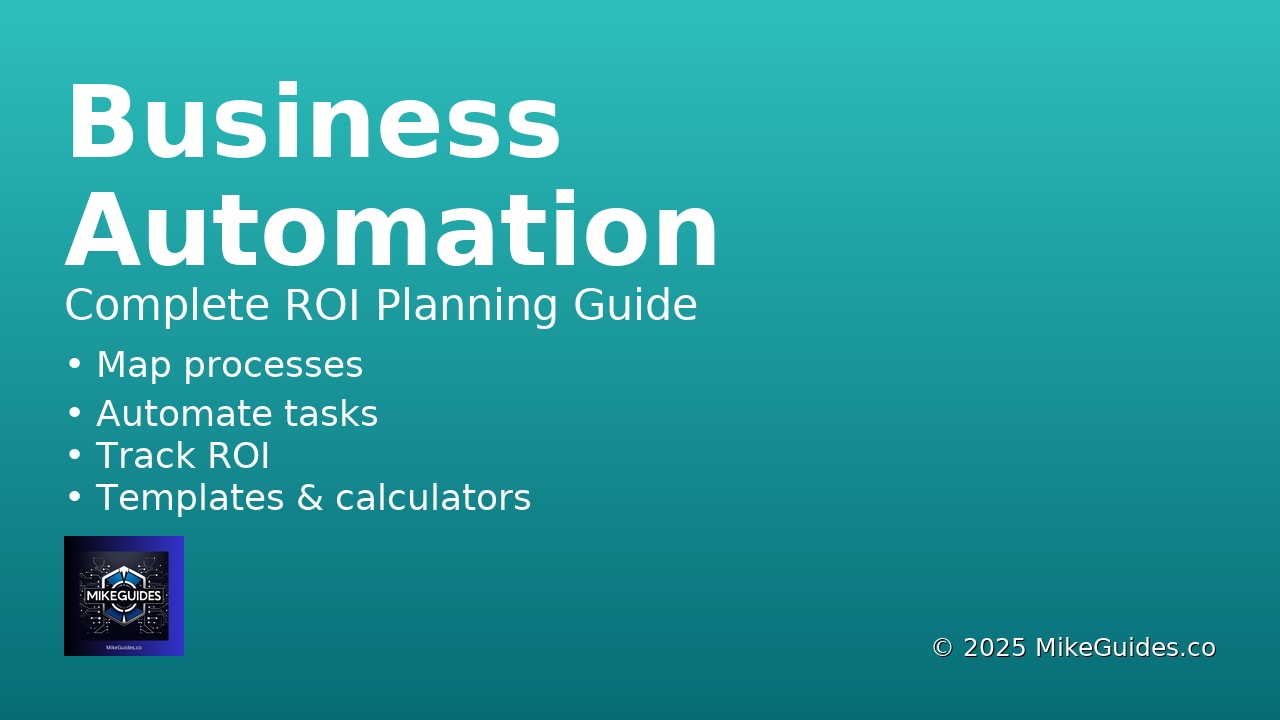 Business
Automation
Complete ROI Planning Guide
• Map processes
• Automate tasks
• Track ROI
• Templates & calculators
MIKEGUIDES
MikeGuides.co
© 2025 MikeGuides.co